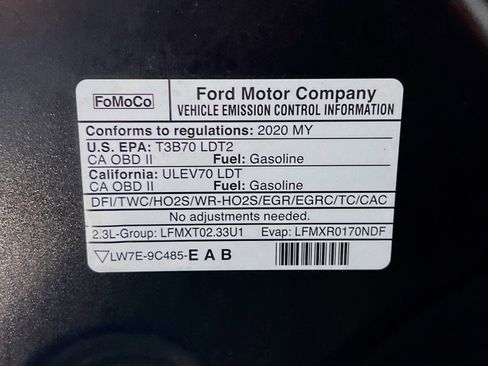 FoMoCo
Ford Motor Company
VEHICLE EMISSION CONTROL INFORMATION
Conforms to regulations: 2020 MY
U.S. EPA: T3B70 LDT2
CA OBD II Fuel: Gasoline
California: ULEV70 LDT
CA OBD II Fuel: Gasoline
DFI/TWC/HO2S/WR-HO2S/EGR/EGRC/TC/CAC
No adjustments needed.
2.3L-Group: LFMXT02.33U1 Evap: LFMXR0170NDF
LW7E-9C485-EAB